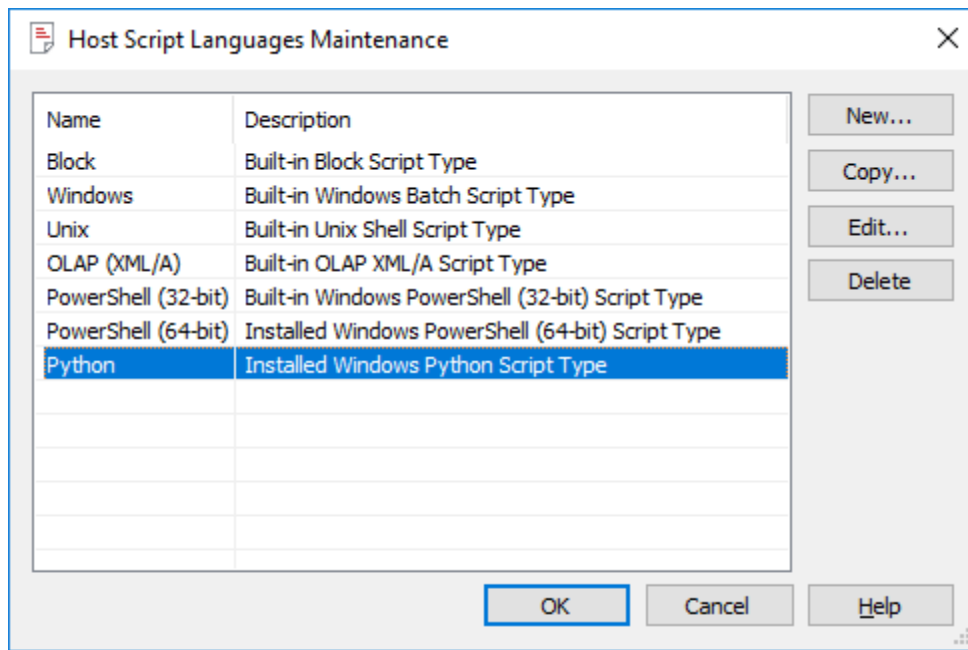 Host Script Languages Maintenance
Name Description
Block Built-in Block Script Type
Windows Built-in Windows Batch Script Type
Unix Built-in Unix Shell Script Type
OLAP (XML/A) Built-in OLAP XML/A Script Type
PowerShell (32-bit) Built-in Windows PowerShell (32-bit) Script Type
PowerShell (64-bit) Installed Windows PowerShell (64-bit) Script Type
Python Installed Windows Python Script Type
New...
Copy...
Edit...
Delete
OK Cancel Help